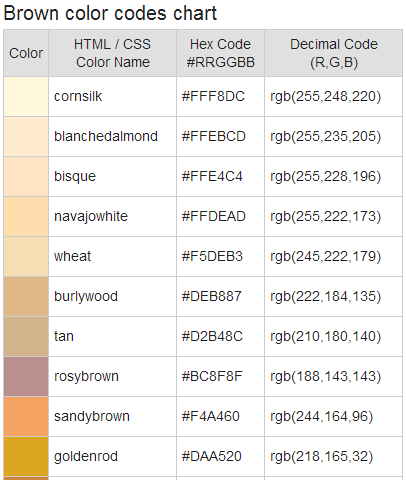 Brown color codes chart
Color HTML / CSS Color Name Hex Code #RRGGBB Decimal Code (R,G,B)
cornsilk #FFF8DC rgb(255,248,220)
blanchedalmond #FFEBCD rgb(255,235,205)
bisque #FFE4C4 rgb(255,228,196)
navajowhite #FFDEAD rgb(255,222,173)
wheat #F5DEB3 rgb(245,222,179)
burlywood #DEB887 rgb(222,184,135)
tan #D2B48C rgb(210,180,140)
rosybrown #BC8F8F rgb(188,143,143)
sandybrown #F4A460 rgb(244,164,96)
goldenrod #DAA520 rgb(218,165,32)